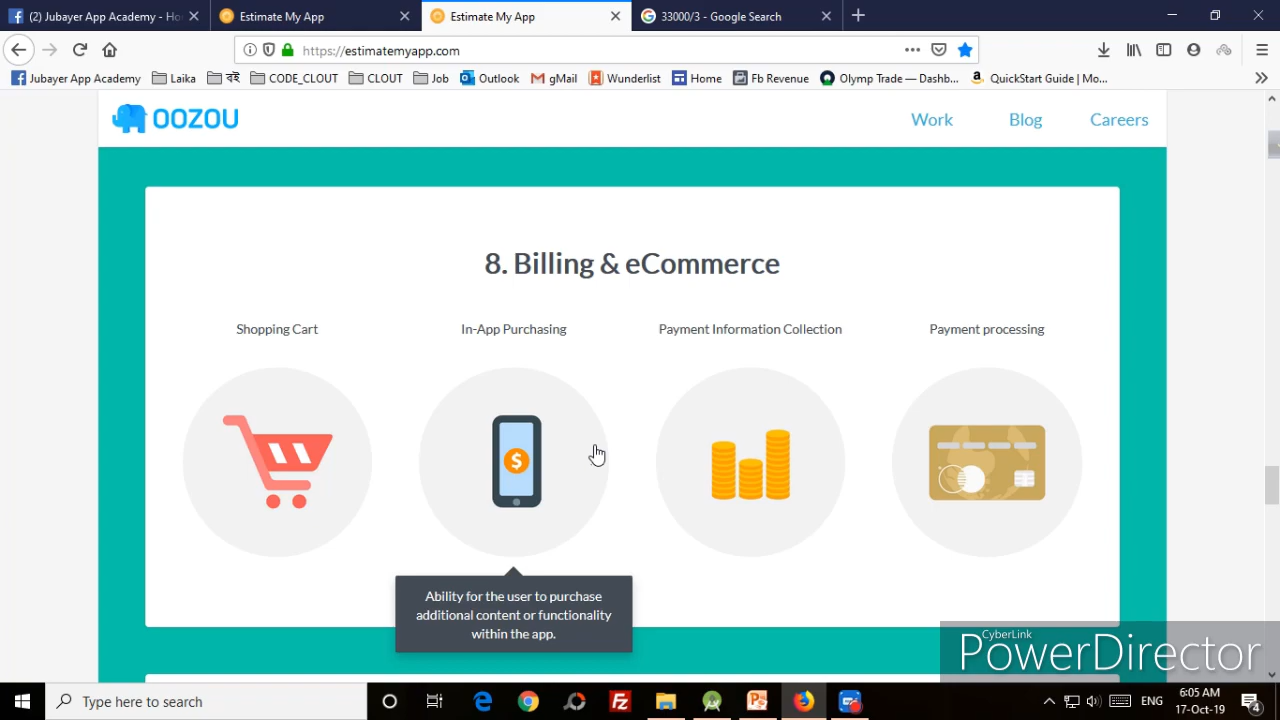 (2) Jubayer App Academy - Ho
Estimate My App
Estimate My App
33000/3 - Google Search
https://estimatemyapp.com
Jubayer App Academy
Laika
বই
CODE_CLOUT
CLOUT
Job
Outlook
gMail
Wunderlist
Home
Fb Revenue
Olymp Trade — Dashb...
QuickStart Guide | Mo...
OOZOU
Work
Blog
Careers
8. Billing & eCommerce
Shopping Cart
In-App Purchasing
Payment Information Collection
Payment processing
Ability for the user to purchase
additional content or functionality
within the app.
CyberLink
PowerDirector
Type here to search
ENG
6:05 AM
17-Oct-19
4